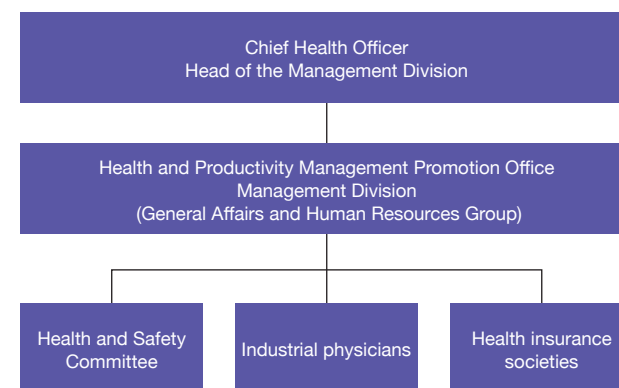 Chief Health Officer
Head of the Management Division
Health and Productivity Management Promotion Office
Management Division
(General Affairs and Human Resources Group)
Health and Safety
Committee
Industrial physicians
Health insurance
societies